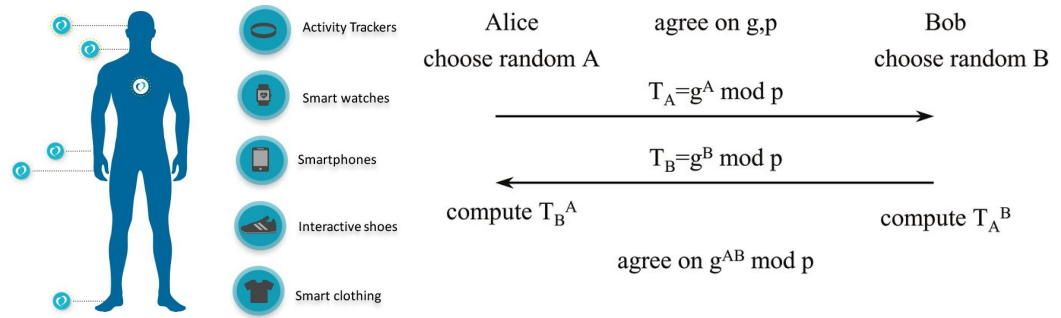 Activity Trackers
Smart watches
Smartphones
Interactive shoes
Smart clothing
Alice agree on g,p Bob
choose random A choose random B
T_A=g^A mod p
T_B=g^B mod p
compute T_B^A compute T_A^B
agree on g^AB mod p